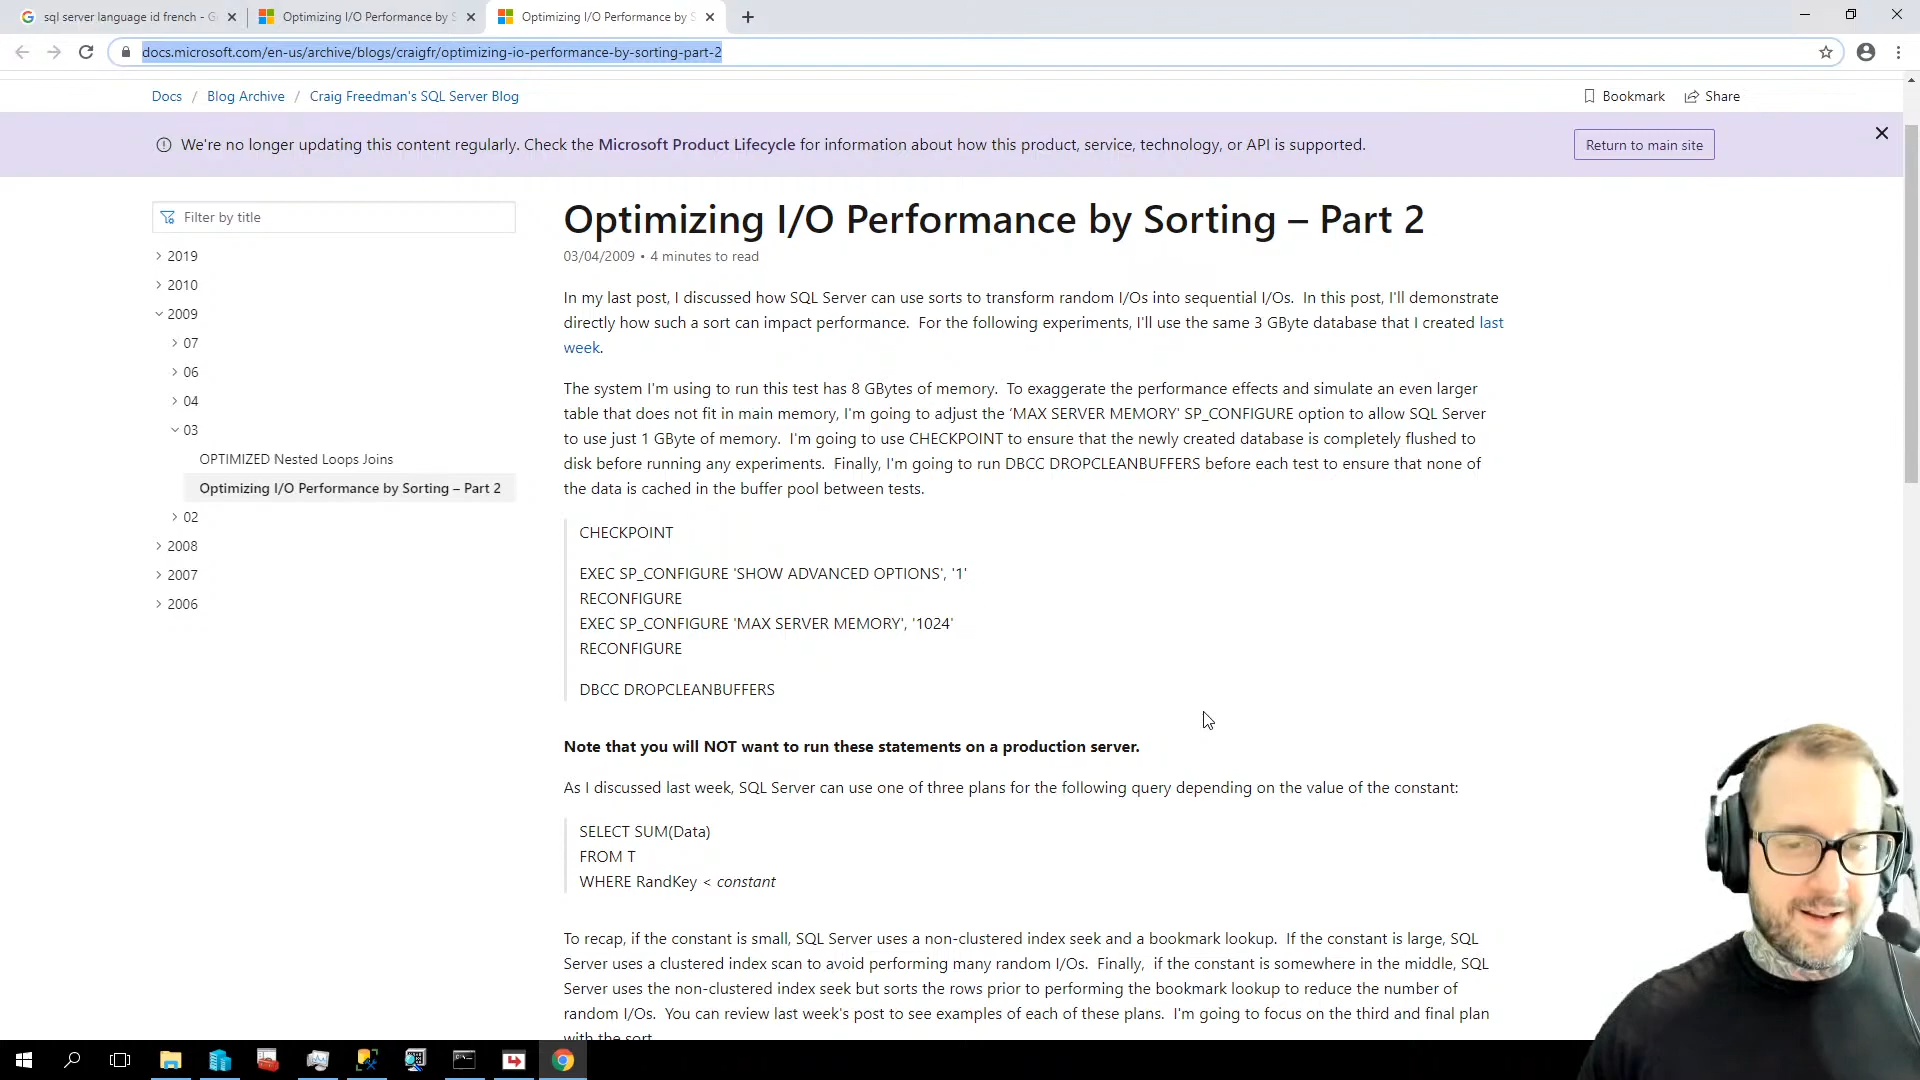 sql server language id french - G
Optimizing I/O Performance by S
Optimizing I/O Performance by S
docs.microsoft.com/en-us/archive/blogs/craigfr/optimizing-io-performance-by-sorting-part-2
Docs / Blog Archive / Craig Freedman's SQL Server Blog
Bookmark Share
We're no longer updating this content regularly. Check the Microsoft Product Lifecycle for information about how this product, service, technology, or API is supported.
Return to main site
Filter by title
2019
2010
2009
07
06
04
03
OPTIMIZED Nested Loops Joins
Optimizing I/O Performance by Sorting – Part 2
02
2008
2007
2006
Optimizing I/O Performance by Sorting – Part 2
03/04/2009 • 4 minutes to read
In my last post, I discussed how SQL Server can use sorts to transform random I/Os into sequential I/Os. In this post, I'll demonstrate
directly how such a sort can impact performance. For the following experiments, I'll use the same 3 GByte database that I created last
week.
The system I'm using to run this test has 8 GBytes of memory. To exaggerate the performance effects and simulate an even larger
table that does not fit in main memory, I'm going to adjust the ‘MAX SERVER MEMORY' SP_CONFIGURE option to allow SQL Server
to use just 1 GByte of memory. I'm going to use CHECKPOINT to ensure that the newly created database is completely flushed to
disk before running any experiments. Finally, I'm going to run DBCC DROPCLEANBUFFERS before each test to ensure that none of
the data is cached in the buffer pool between tests.
CHECKPOINT
EXEC SP_CONFIGURE 'SHOW ADVANCED OPTIONS', '1'
RECONFIGURE
EXEC SP_CONFIGURE 'MAX SERVER MEMORY', '1024'
RECONFIGURE
DBCC DROPCLEANBUFFERS
Note that you will NOT want to run these statements on a production server.
As I discussed last week, SQL Server can use one of three plans for the following query depending on the value of the constant:
SELECT SUM(Data)
FROM T
WHERE RandKey < constant
To recap, if the constant is small, SQL Server uses a non-clustered index seek and a bookmark lookup. If the constant is large, SQL
Server uses a clustered index scan to avoid performing many random I/Os. Finally, if the constant is somewhere in the middle, SQL
Server uses the non-clustered index seek but sorts the rows prior to performing the bookmark lookup to reduce the number of
random I/Os. You can review last week's post to see examples of each of these plans. I'm going to focus on the third and final plan
with the sort.